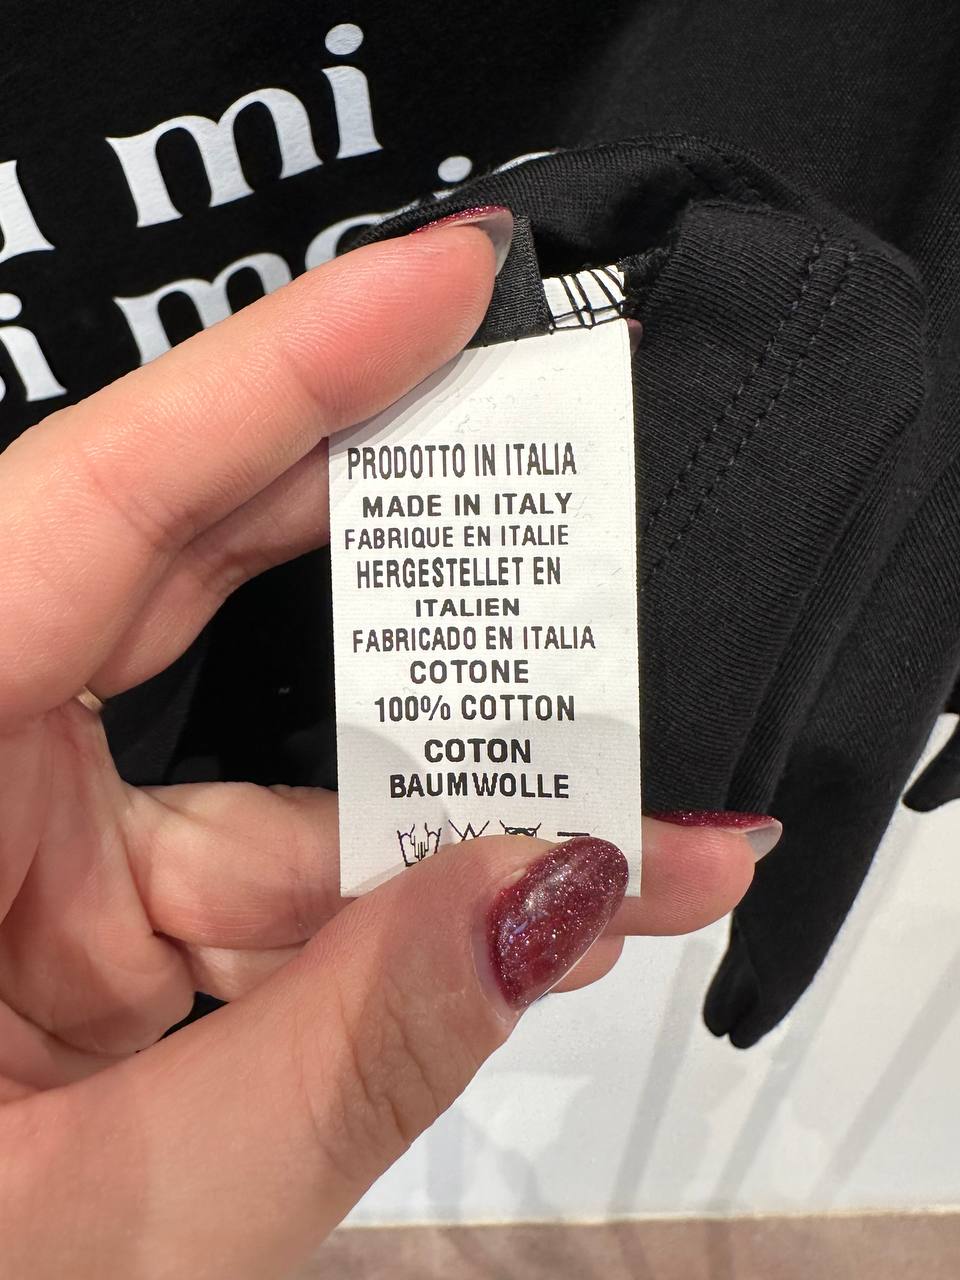 mi
PRODOTTO IN ITALIA
MADE IN ITALY
FABRIQUE EN ITALIE
HERGESTELLET EN
ITALIEN
FABRICADO EN ITALIA
COTONE
100% COTTON
COTON
BAUMWOLLE